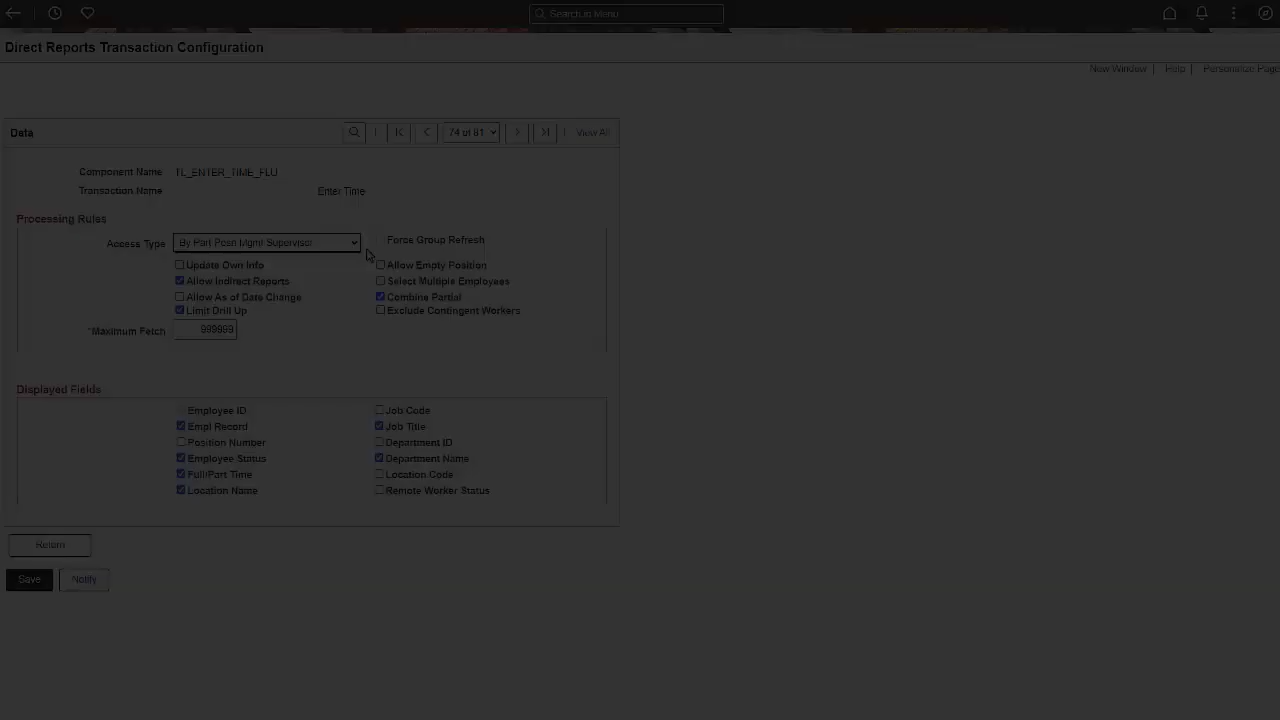 Search in Menu
Direct Reports Transaction Configuration
New Window | Help | Personalize Page
Data
74 of 81
View All
Component Name TL_ENTER_TIME_FLU
Transaction Name Enter Time
Processing Rules
Access Type By Part Posn Mgmt Supervisor Force Group Refresh
Update Own Info Allow Empty Position
Allow Indirect Reports Select Multiple Employees
Allow As of Date Change Combine Partial
Limit Drill Up Exclude Contingent Workers
*Maximum Fetch 999999
Displayed Fields
Employee ID Job Code
Empl Record Job Title
Position Number Department ID
Employee Status Department Name
Full/Part Time Location Code
Location Name Remote Worker Status
Return
Save Notify